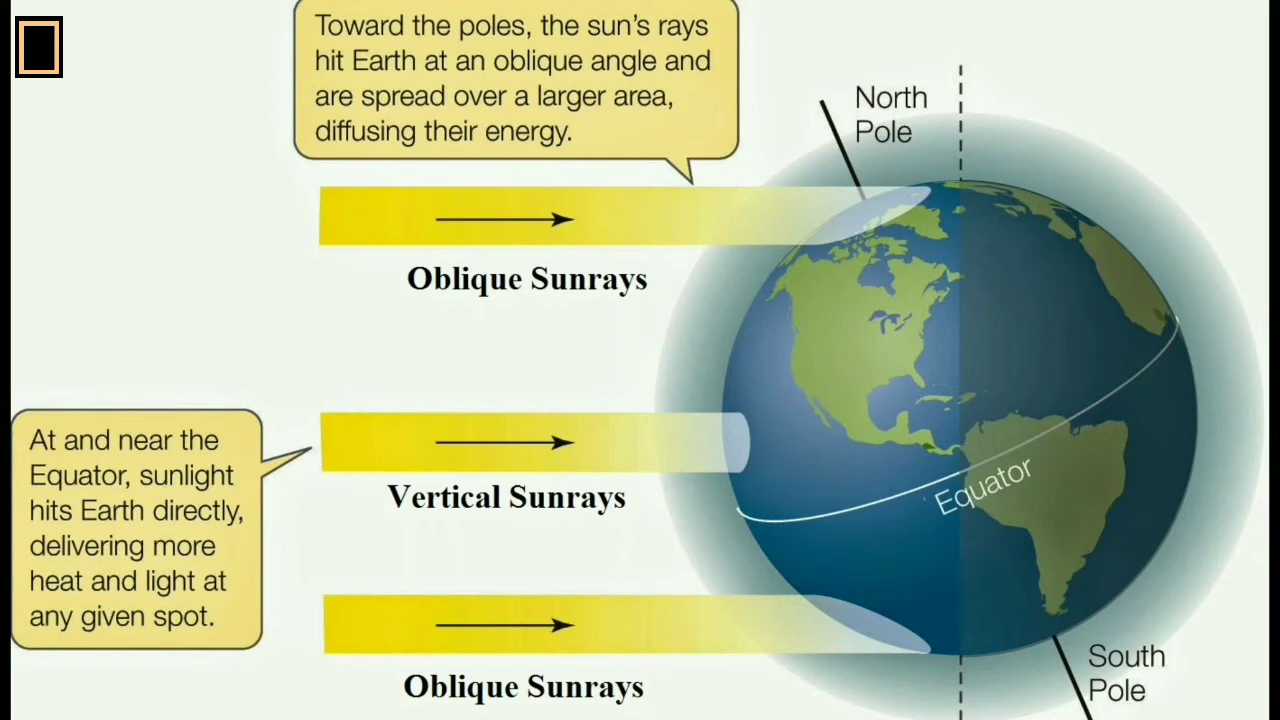 Toward the poles, the sun's rays
hit Earth at an oblique angle and
are spread over a larger area,
diffusing their energy.
North
Pole
Oblique Sunrays
At and near the
Equator, sunlight
hits Earth directly,
delivering more
heat and light at
any given spot.
Vertical Sunrays
Equator
Oblique Sunrays
South
Pole